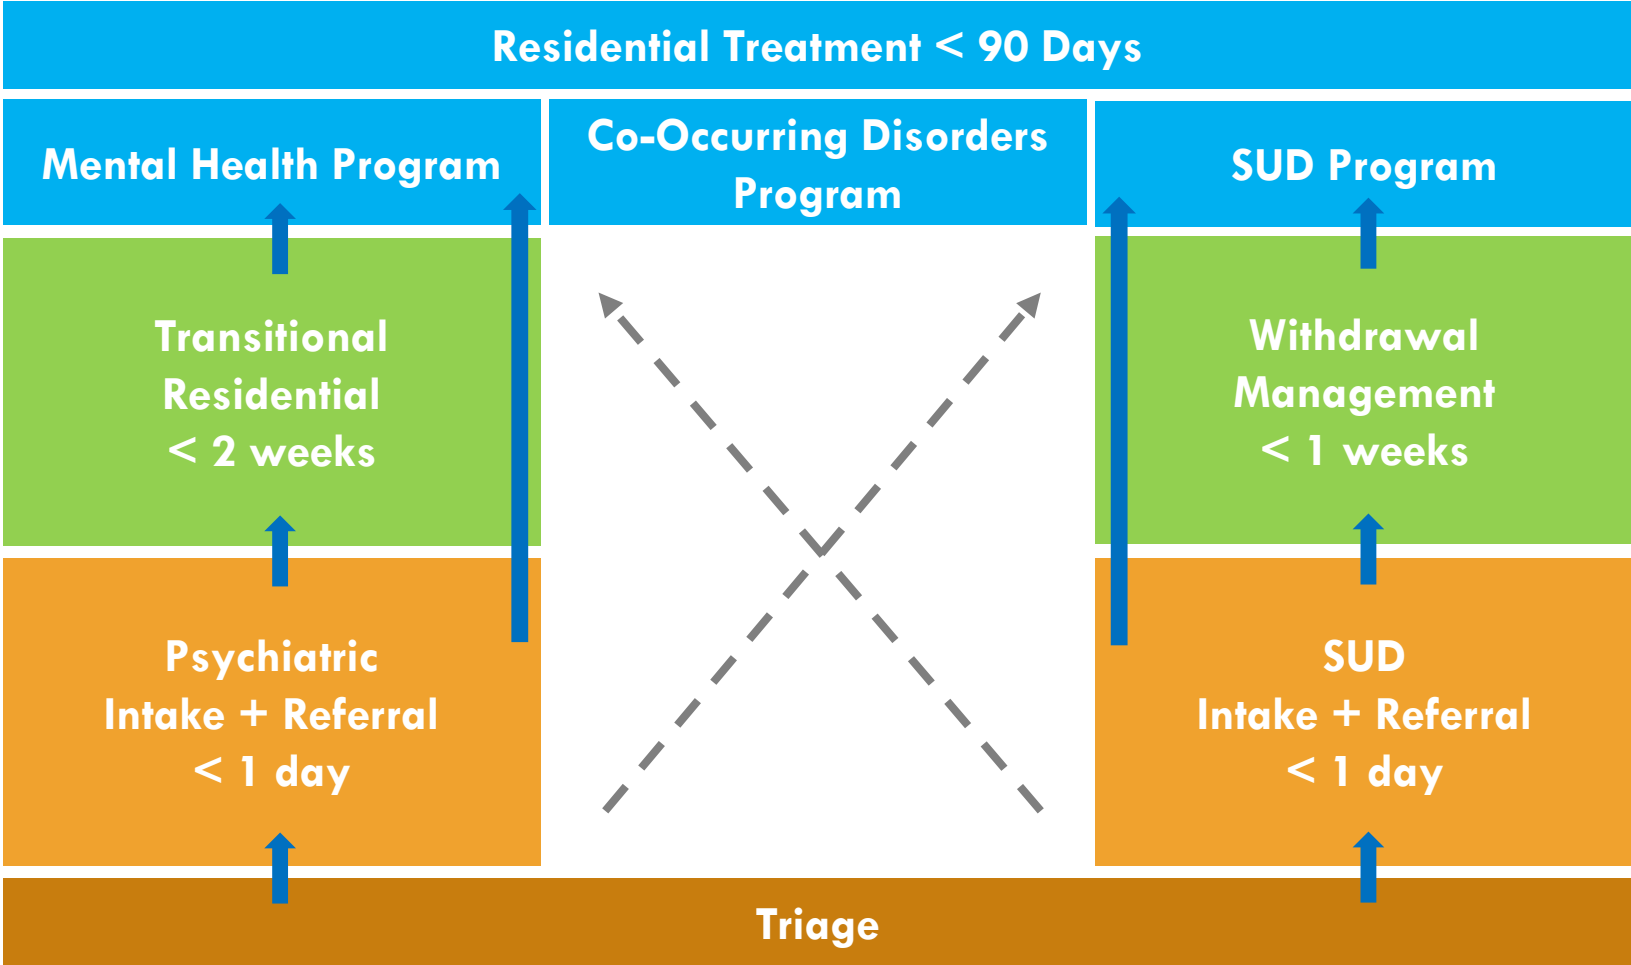 Residential Treatment < 90 Days
Mental Health Program
Co-Occurring Disorders
Program
SUD Program
Transitional
Residential
< 2 weeks
Withdrawal
Management
< 1 weeks
Psychiatric
Intake + Referral
< 1 day
SUD
Intake + Referral
< 1 day
Triage